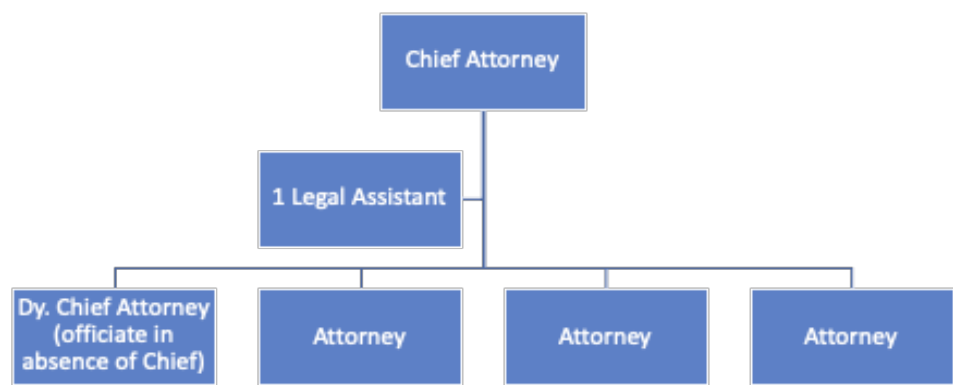 Chief Attorney
1 Legal Assistant
Dy. Chief Attorney
(officiate in
absence of Chief)
Attorney
Attorney
Attorney